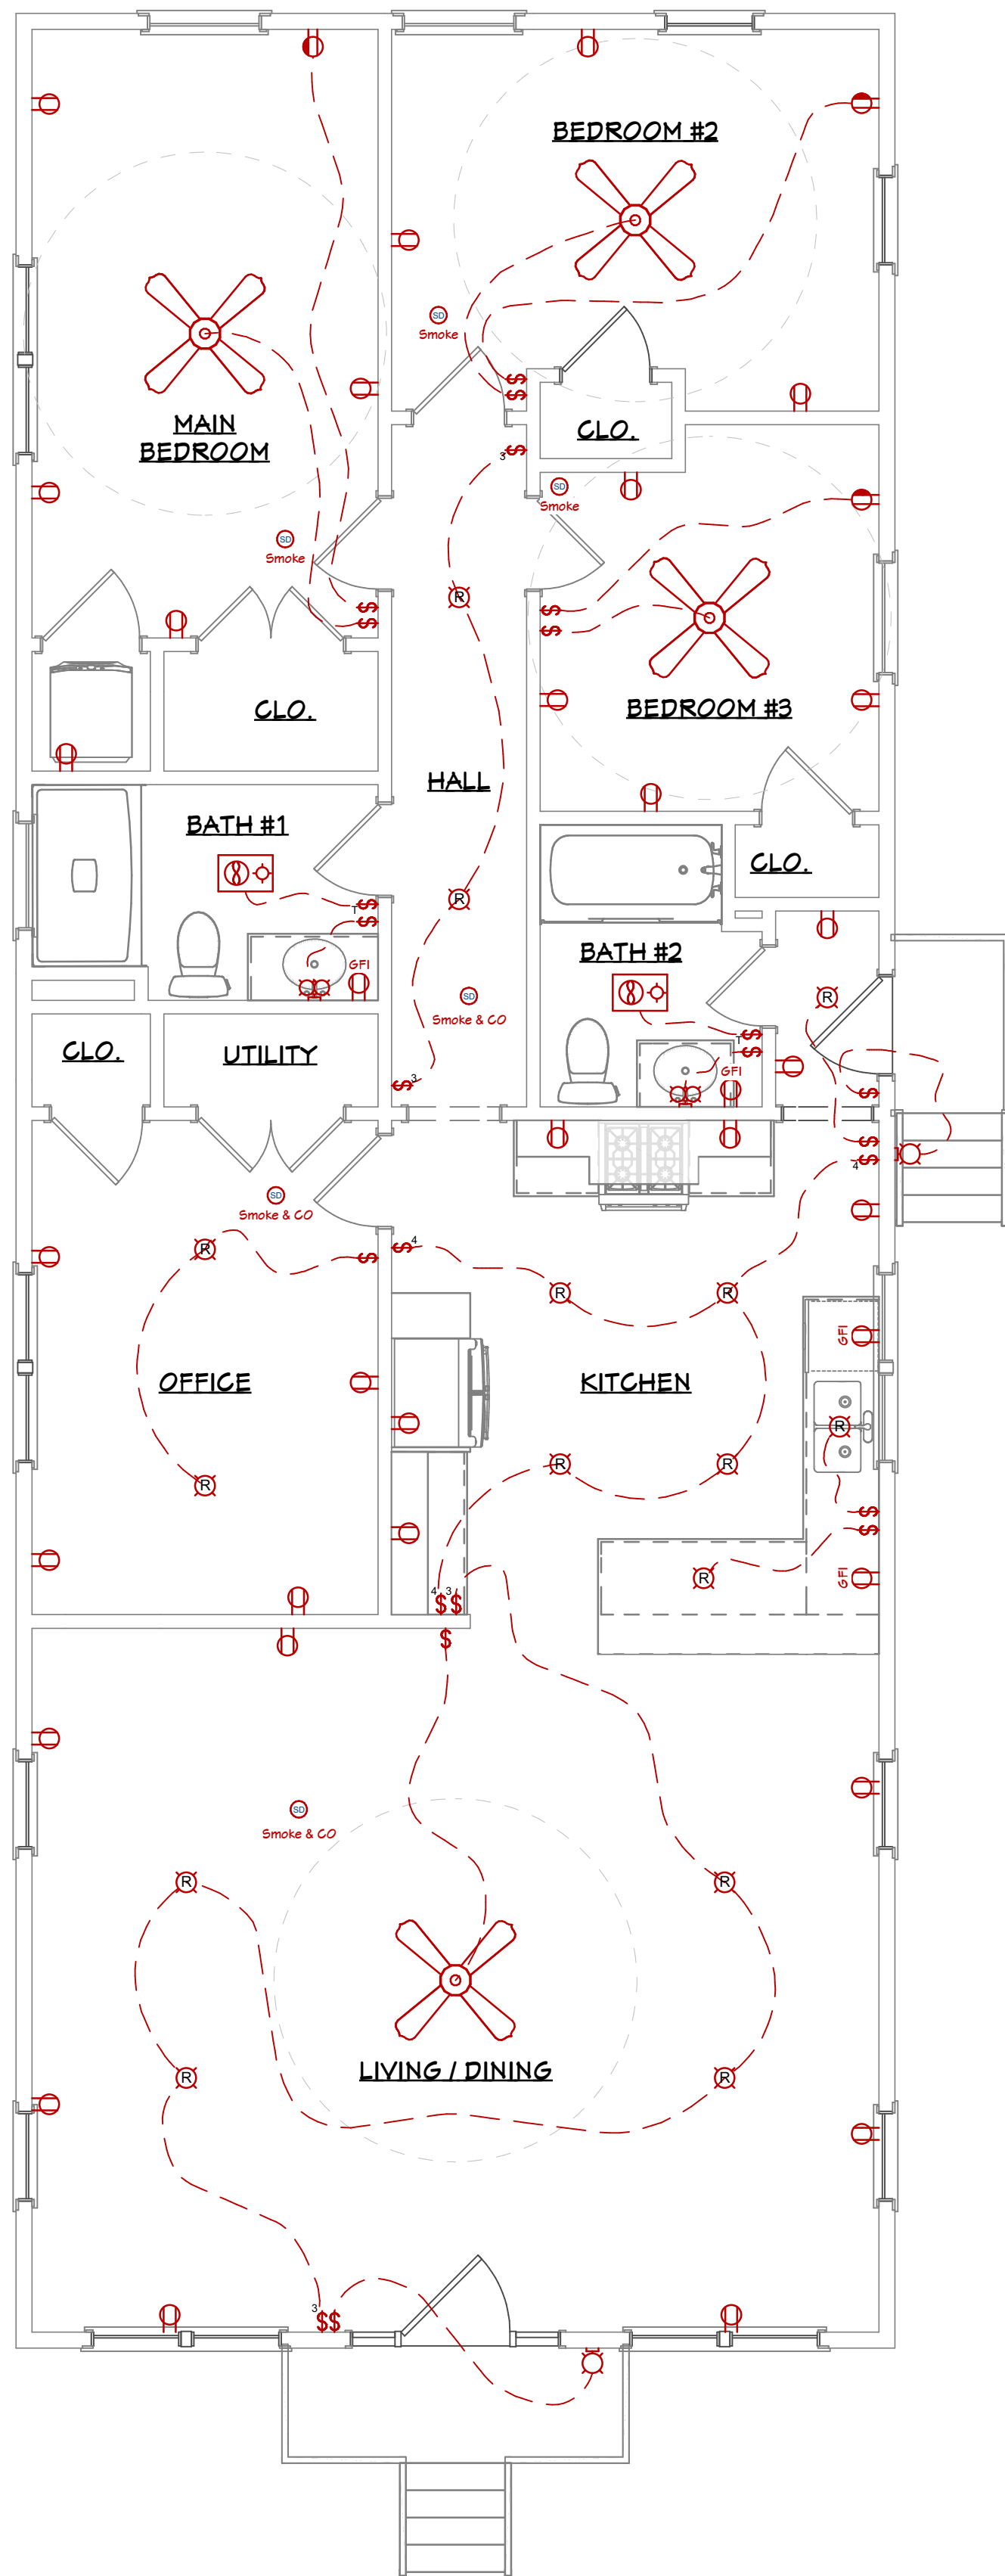 BEDROOM #2
SD
Smoke
MAIN
BEDROOM
CLO.
$
$
3
$
SD
Smoke
SD
Smoke
R
$
$
$
$
BEDROOM #3
CLO.
HALL
BATH #1
CLO.
R
T
$
$
GFI
BATH #2
SD
Smoke & CO
R
CLO.
UTILITY
T
$
$
GFI
$
3
$
$
4
$
SD
Smoke & CO
R
$
$
4
R
R
GFI
OFFICE
KITCHEN
R
R
R
R
$
$
R
GFI
4
3
$$
$
SD
Smoke & CO
R
R
LIVING / DINING
R
R
3
$$